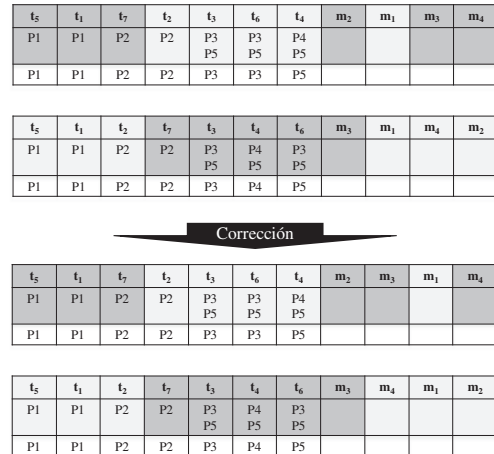 t₅ t₁ t₇ t₂ t₃ t₆ t₄ m₂ m₁ m₃ m₄
P1 P1 P2 P2 P3 P3 P4
P5 P5 P5
P1 P1 P2 P2 P3 P3 P5
t₅ t₁ t₂ t₇ t₃ t₄ t₆ m₃ m₁ m₄ m₂
P1 P1 P2 P2 P3 P4 P3
P5 P5 P5
P1 P1 P2 P2 P3 P4 P5
Corrección
t₅ t₁ t₇ t₂ t₃ t₆ t₄ m₂ m₃ m₁ m₄
P1 P1 P2 P2 P3 P3 P4
P5 P5 P5
P1 P1 P2 P2 P3 P3 P5
t₅ t₁ t₂ t₇ t₃ t₄ t₆ m₃ m₄ m₁ m₂
P1 P1 P2 P2 P3 P4 P3
P5 P5 P5
P1 P1 P2 P2 P3 P4 P5